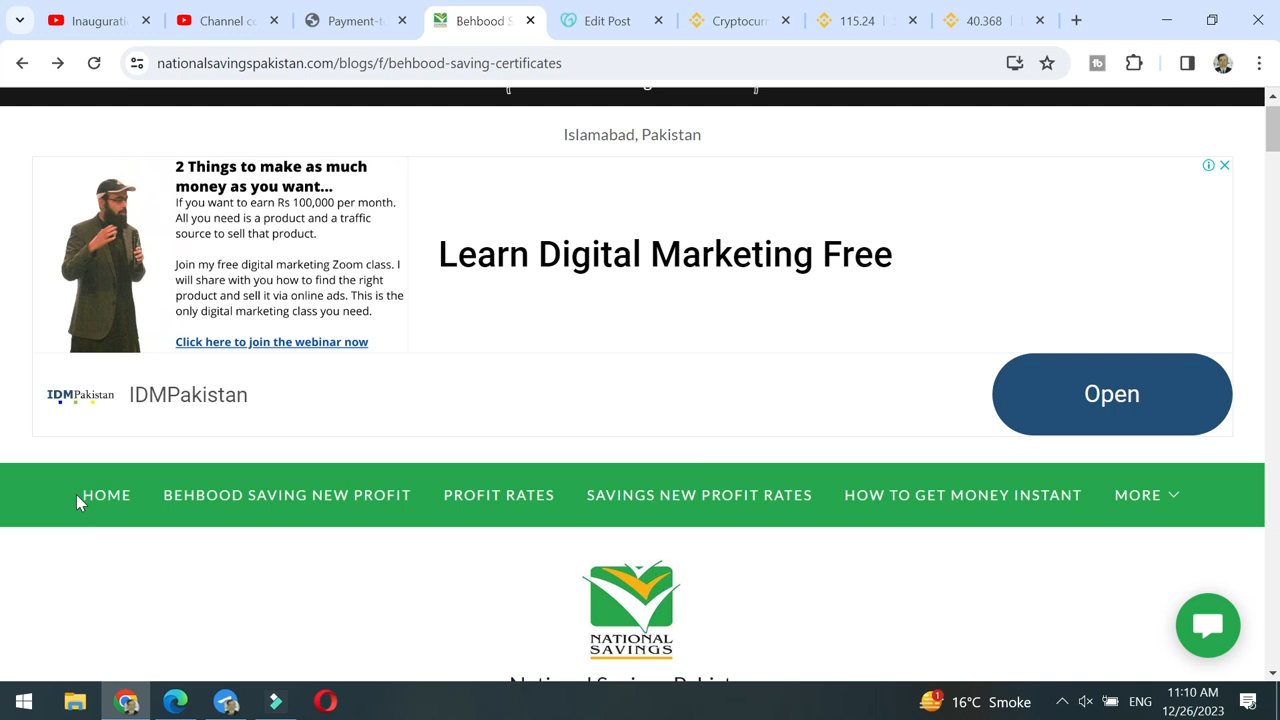 Inaugurati
Channel co
Payment-tu
Behbood S
Edit Post
Cryptocurr
115.24
40.368
nationalsavingspakistan.com/blogs/f/behbood-saving-certificates
Islamabad, Pakistan
2 Things to make as much
money as you want...
If you want to earn Rs 100,000 per month.
All you need is a product and a traffic
source to sell that product.
Join my free digital marketing Zoom class. I
will share with you how to find the right
product and sell it via online ads. This is the
only digital marketing class you need.
Click here to join the webinar now
Learn Digital Marketing Free
IDMPakistan
IDMPakistan
Open
HOME
BEHBOOD SAVING NEW PROFIT
PROFIT RATES
SAVINGS NEW PROFIT RATES
HOW TO GET MONEY INSTANT
MORE
NATIONAL
SAVINGS
16°C Smoke
ENG
11:10 AM
12/26/2023